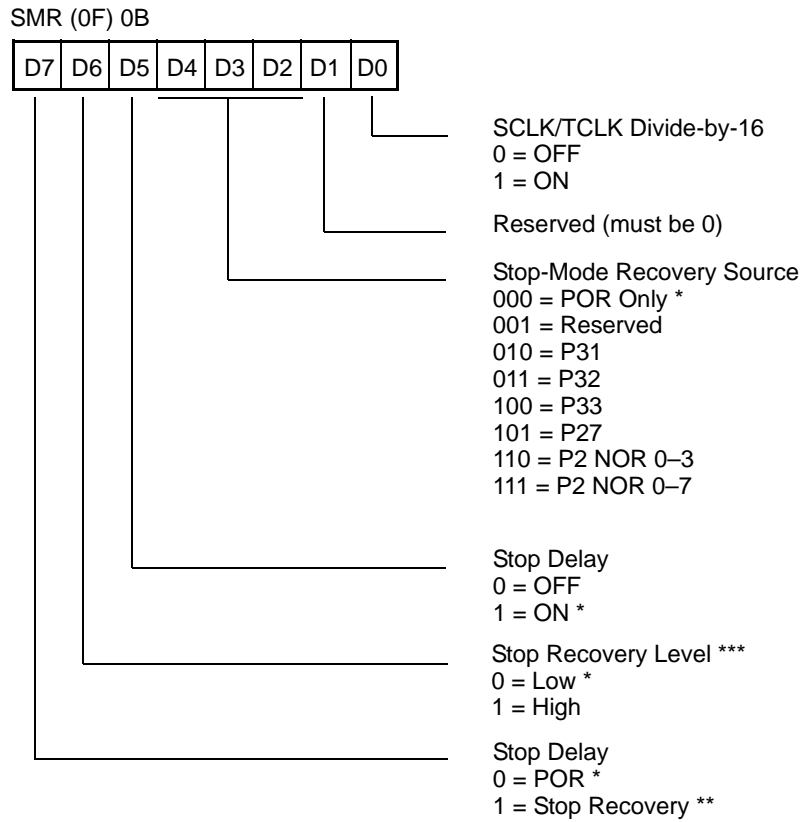 SMR (0F) 0B
D7 D6 D5 D4 D3 D2 D1 D0
SCLK/TCLK Divide-by-16
0 = OFF
1 = ON
Reserved (must be 0)
Stop-Mode Recovery Source
000 = POR Only *
001 = Reserved
010 = P31
011 = P32
100 = P33
101 = P27
110 = P2 NOR 0–3
111 = P2 NOR 0–7
Stop Delay
0 = OFF
1 = ON *
Stop Recovery Level ***
0 = Low *
1 = High
Stop Delay
0 = POR *
1 = Stop Recovery **